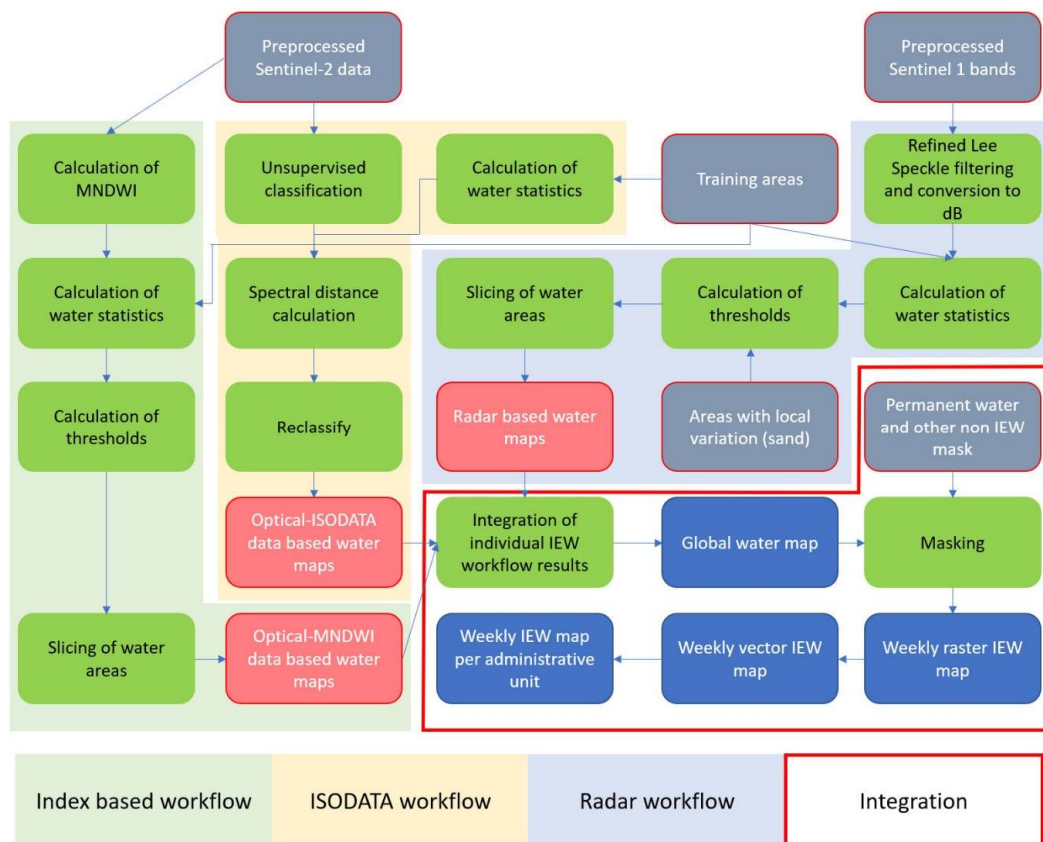 Preprocessed
Sentinel-2 data
Preprocessed
Sentinel 1 bands
Calculation of
MNDWI
Unsupervised
classification
Calculation of
water statistics
Training areas
Refined Lee
Speckle filtering
and conversion to
dB
Calculation of
water statistics
Spectral distance
calculation
Slicing of water
areas
Calculation of
thresholds
Calculation of
water statistics
Calculation of
thresholds
Reclassify
Radar based water
maps
Areas with local
variation (sand)
Permanent water
and other non IEW
mask
Optical-ISODATA
data based water
maps
Integration of
individual IEW
workflow results
Global water map
Masking
Slicing of water
areas
Optical-MNDWI
data based water
maps
Weekly IEW map
per administrative
unit
Weekly vector IEW
map
Weekly raster IEW
map
Index based workflow
ISODATA workflow
Radar workflow
Integration